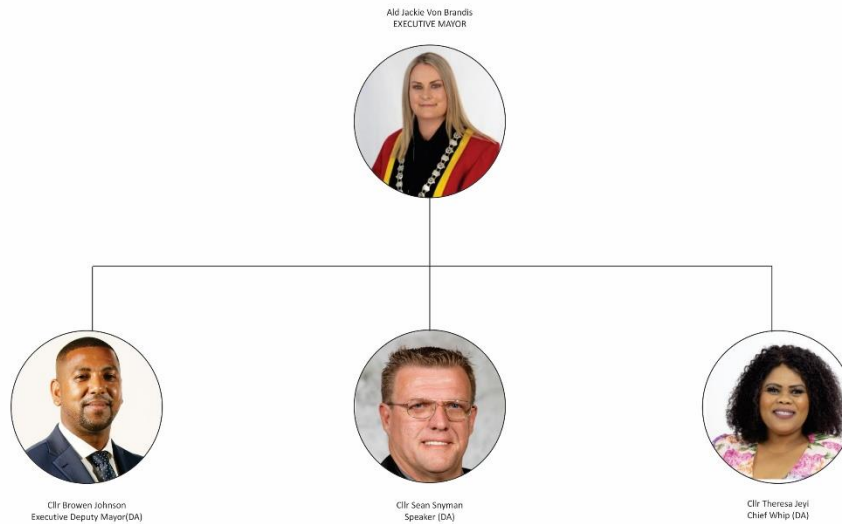 Ald Jackie Von Brandis
EXECUTIVE MAYOR
Cllr Browen Johnson
Executive Deputy Mayor(DA)
Cllr Sean Snyman
Speaker (DA)
Cllr Theresa Jeyi
Chief Whip (DA)